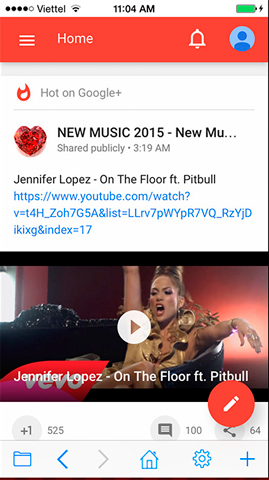 Viettel 11:04 AM
Home
Hot on Google+
NEW MUSIC 2015 - New Mu...
Shared publicly • 3:19 AM
Jennifer Lopez - On The Floor ft. Pitbull
https://www.youtube.com/watch?
v=t4H_Zoh7G5A&list=LLrv7pWYpR7VQ_RzYjD
ikixg&index=17
Jennifer Lopez - On The Floor ft. Pitbull
vevo
+1 525 100 64